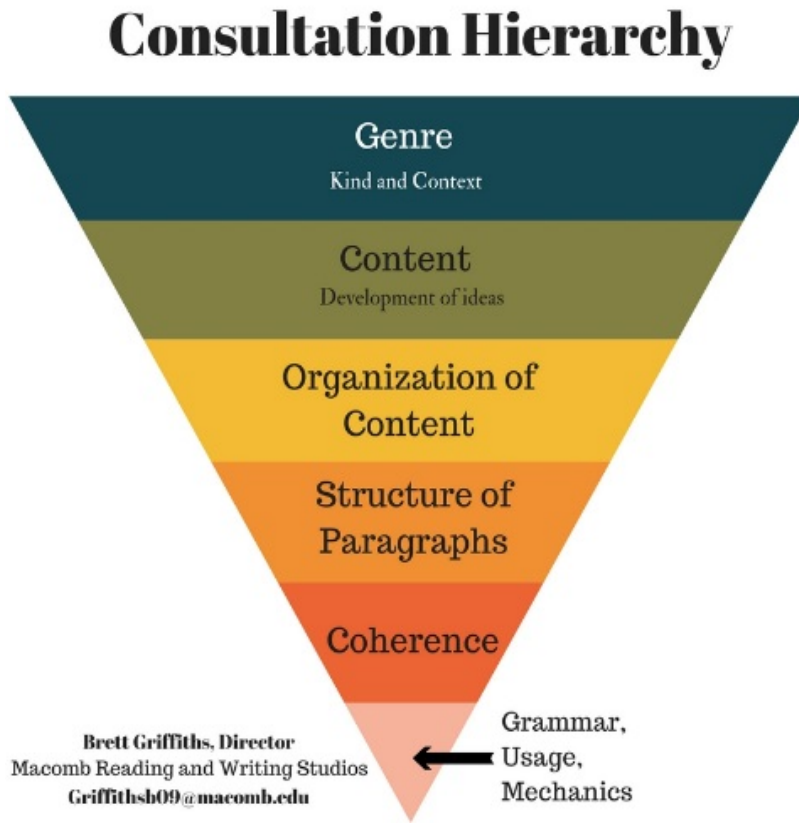 Consultation Hierarchy
Genre
Kind and Context
Content
Development of ideas
Organization of
Content
Structure of
Paragraphs
Coherence
Grammar,
Usage,
Mechanics
Brett Griffiths, Director
Macomb Reading and Writing Studios
Griffithsb09@macomb.edu